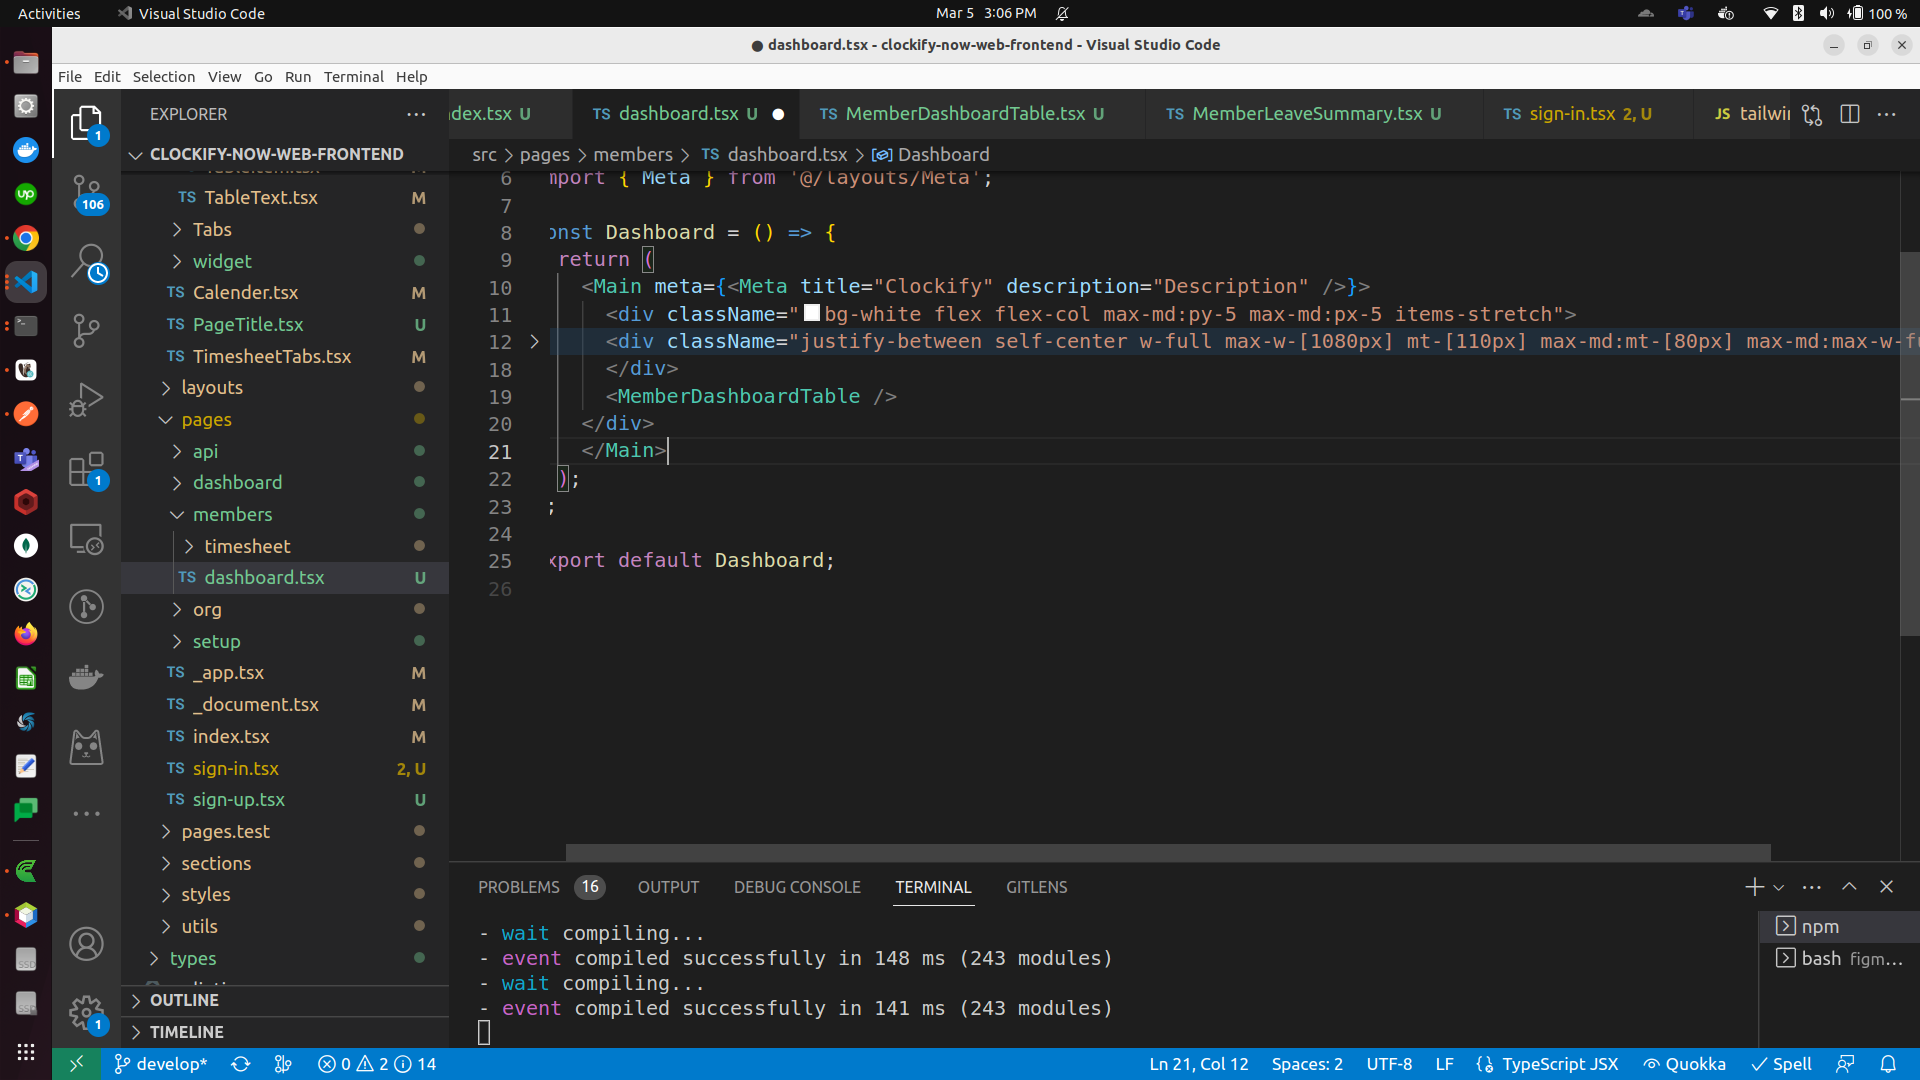 Activities
Visual Studio Code
Mar 5 3:06 PM
100 %
● dashboard.tsx - clockify-now-web-frontend - Visual Studio Code
File Edit Selection View Go Run Terminal Help
EXPLORER
CLOCKIFY-NOW-WEB-FRONTEND
TS TableText.tsx M
Tabs
widget
TS Calender.tsx M
TS PageTitle.tsx U
TS TimesheetTabs.tsx M
layouts
pages
api
dashboard
members
timesheet
TS dashboard.tsx U
org
setup
TS _app.tsx M
TS _document.tsx M
TS index.tsx M
TS sign-in.tsx 2, U
TS sign-up.tsx U
pages.test
sections
styles
utils
types
OUTLINE
TIMELINE
1
106
1
1
up
SSD
SSD
dex.tsx U
TS dashboard.tsx U ●
TS MemberDashboardTable.tsx U
TS MemberLeaveSummary.tsx U
TS sign-in.tsx 2, U
JS tailwi
src > pages > members > TS dashboard.tsx > Dashboard
6 mport { Meta } from '@/layouts/Meta';
7
8 onst Dashboard = () => {
9 return (
10 <Main meta={<Meta title="Clockify" description="Description" />}>
11 <div className="bg-white flex flex-col max-md:py-5 max-md:px-5 items-stretch">
12 <div className="justify-between self-center w-full max-w-[1080px] mt-[110px] max-md:mt-[80px] max-md:max-w-fu
18 </div>
19 <MemberDashboardTable />
20 </div>
21 </Main>
22 );
23 ;
24
25 xport default Dashboard;
26
PROBLEMS 16 OUTPUT DEBUG CONSOLE TERMINAL GITLENS
- wait compiling...
- event compiled successfully in 148 ms (243 modules)
- wait compiling...
- event compiled successfully in 141 ms (243 modules)
npm
bash figm...
develop* 0 2 14
Ln 21, Col 12 Spaces: 2 UTF-8 LF TypeScript JSX Quokka Spell